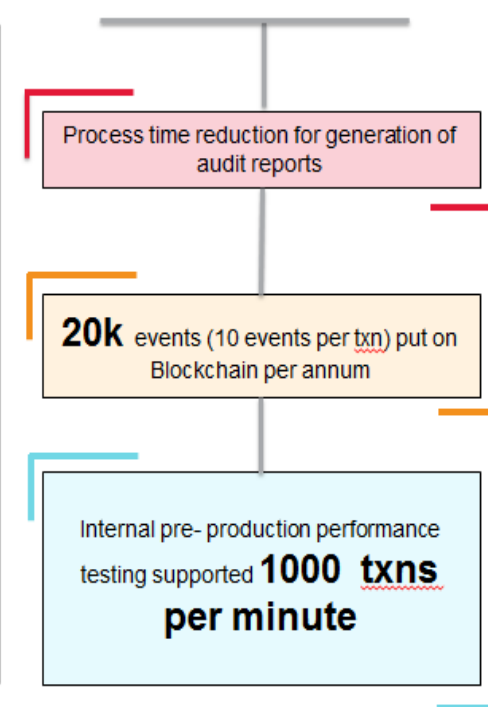 Process time reduction for generation of
audit reports
20k events (10 events per txn) put on
Blockchain per annum
Internal pre- production performance
testing supported 1000 txns
per minute